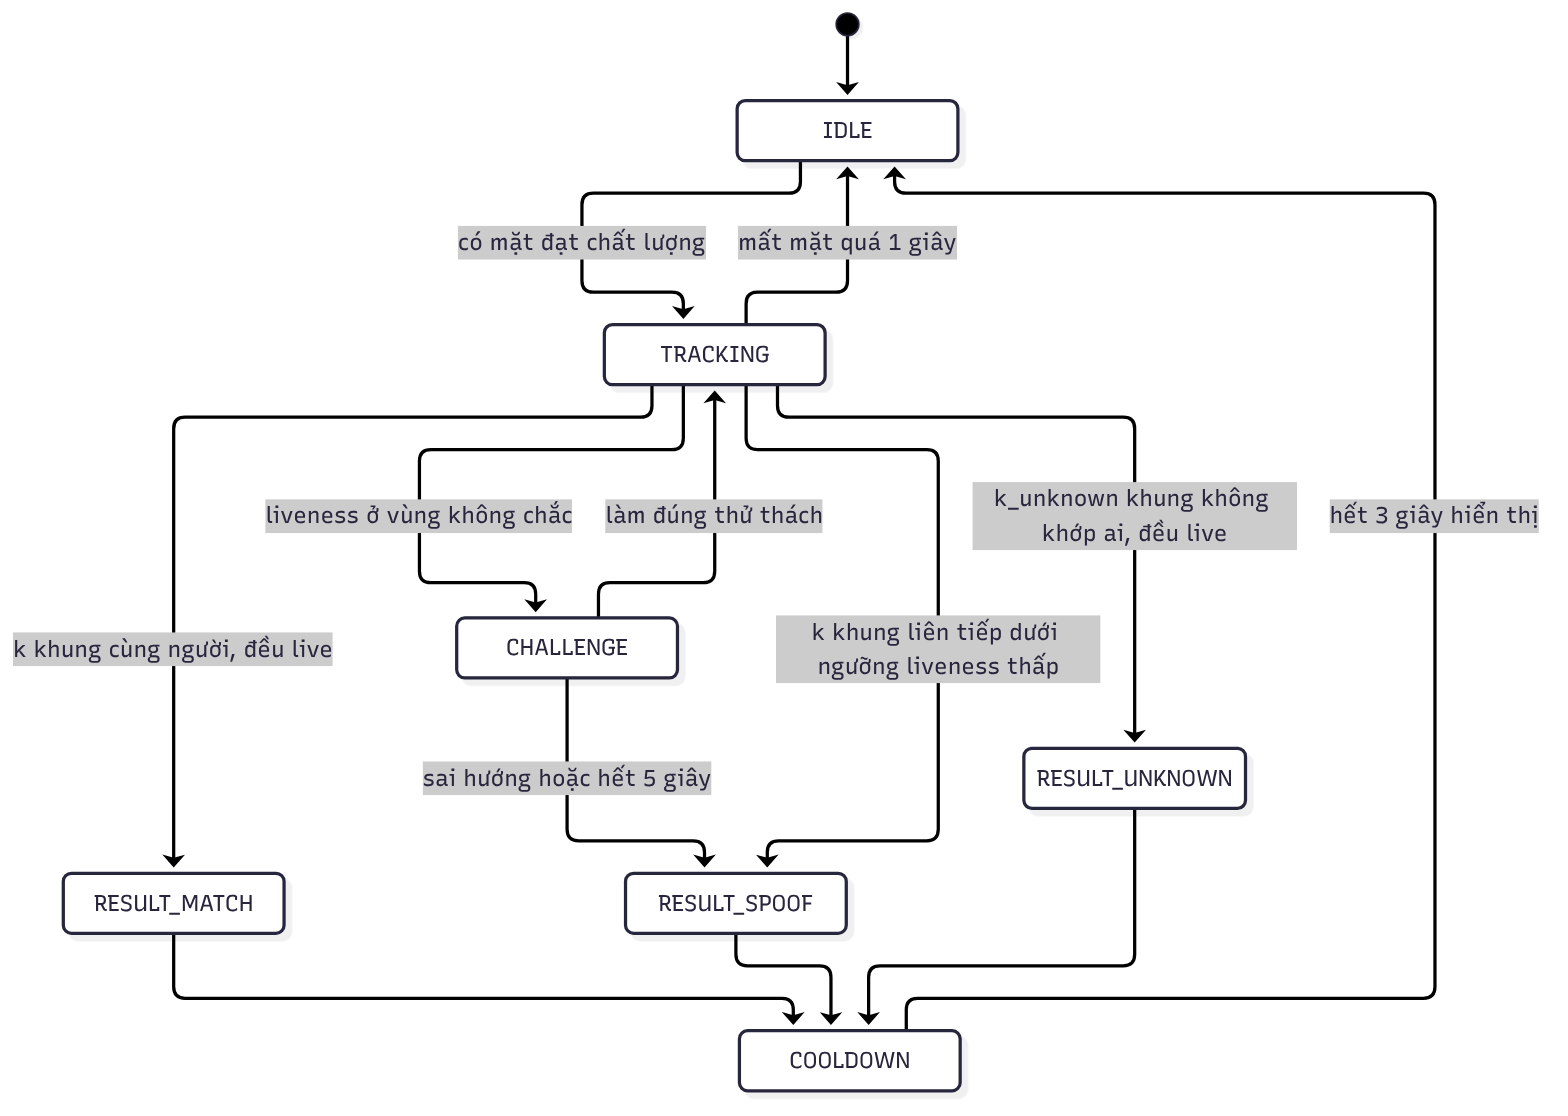 IDLE
có mặt đạt chất lượng
mất mặt quá 1 giây
TRACKING
liveness ở vùng không chắc
làm đúng thử thách
k_unknown khung không
khớp ai, đều live
hết 3 giây hiển thị
k khung cùng người, đều live
CHALLENGE
k khung liên tiếp dưới
ngưỡng liveness thấp
sai hướng hoặc hết 5 giây
RESULT_UNKNOWN
RESULT_MATCH
RESULT_SPOOF
COOLDOWN